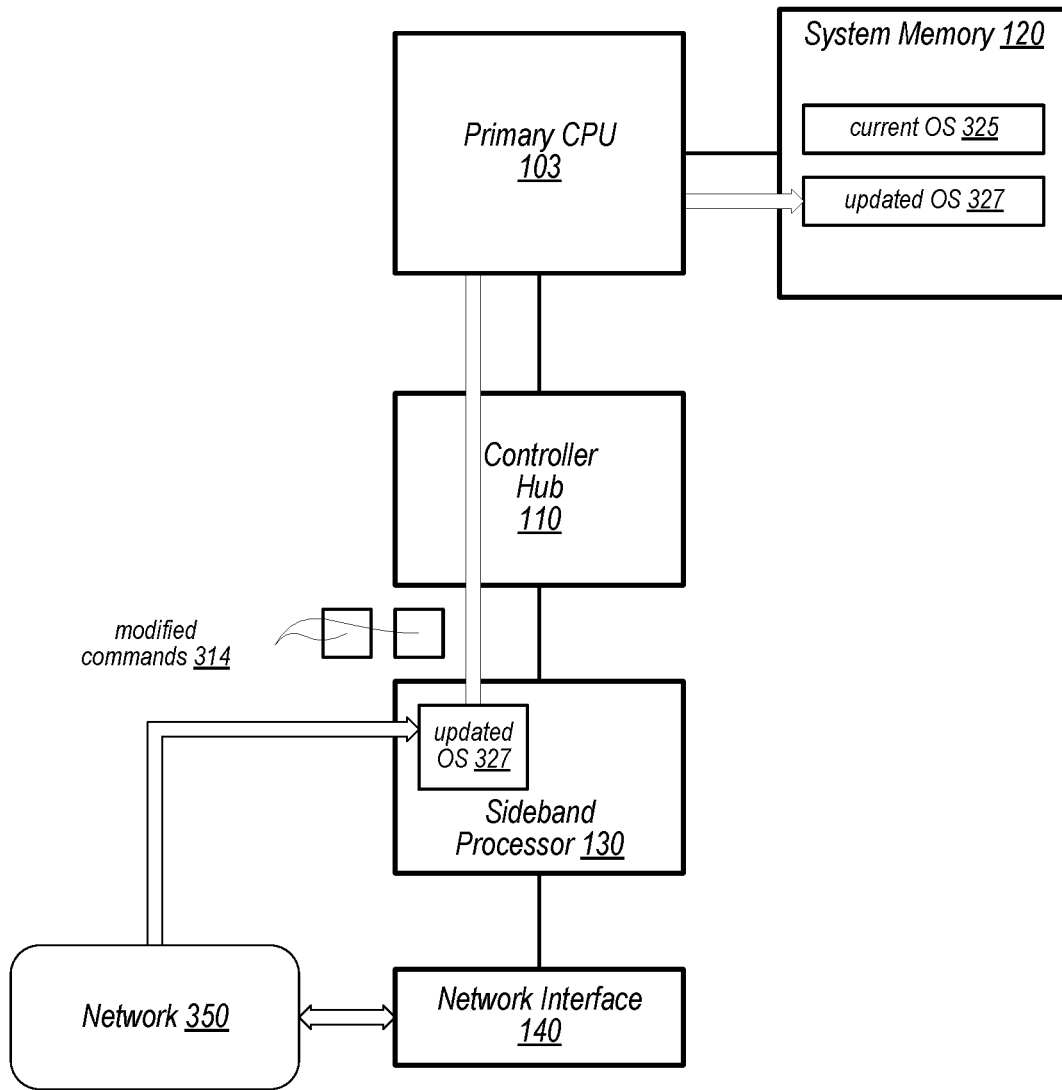 System Memory 120
current OS 325
updated OS 327
Primary CPU
103
Controller
Hub
110
modified
commands 314
updated
OS 327
Sideband
Processor 130
Network 350
Network Interface
140